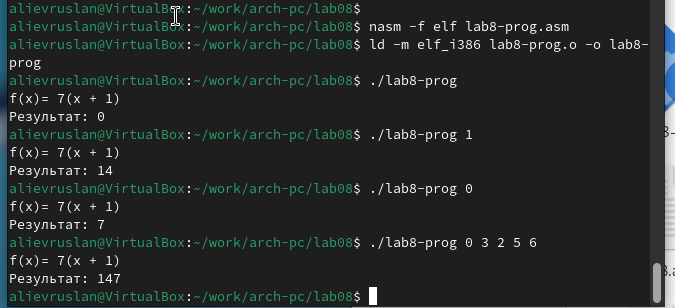 alievruslan@VirtualBox:~/work/arch-pc/lab08$
alievruslan@VirtualBox:~/work/arch-pc/lab08$ nasm -f elf lab8-prog.asm
alievruslan@VirtualBox:~/work/arch-pc/lab08$ ld -m elf_i386 lab8-prog.o -o lab8-
prog
alievruslan@VirtualBox:~/work/arch-pc/lab08$ ./lab8-prog
f(x)= 7(x + 1)
Результат: 0
alievruslan@VirtualBox:~/work/arch-pc/lab08$ ./lab8-prog 1
f(x)= 7(x + 1)
Результат: 14
alievruslan@VirtualBox:~/work/arch-pc/lab08$ ./lab8-prog 0
f(x)= 7(x + 1)
Результат: 7
alievruslan@VirtualBox:~/work/arch-pc/lab08$ ./lab8-prog 0 3 2 5 6
f(x)= 7(x + 1)
Результат: 147
alievruslan@VirtualBox:~/work/arch-pc/lab08$